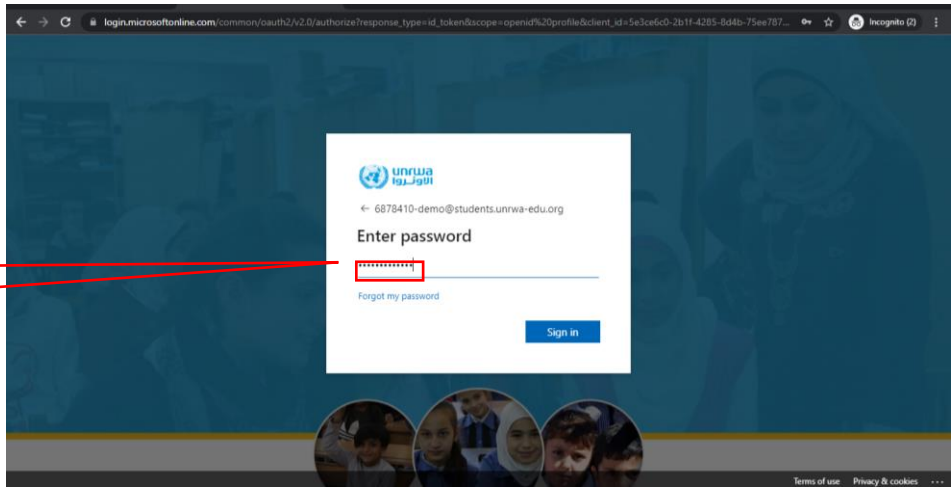 login.microsoftonline.com/common/oauth2/v2.0/authorize?response_type=id_token&scope=openid%20profile&client_id=5e3ce6c0-2b1f-4285-8d4b-75ee787...
Incognito (2)
unrwa
الأونروا
← 6878410-demo@students.unrwa-edu.org
Enter password
••••••••••••
Forgot my password
Sign in
Terms of use Privacy & cookies ...